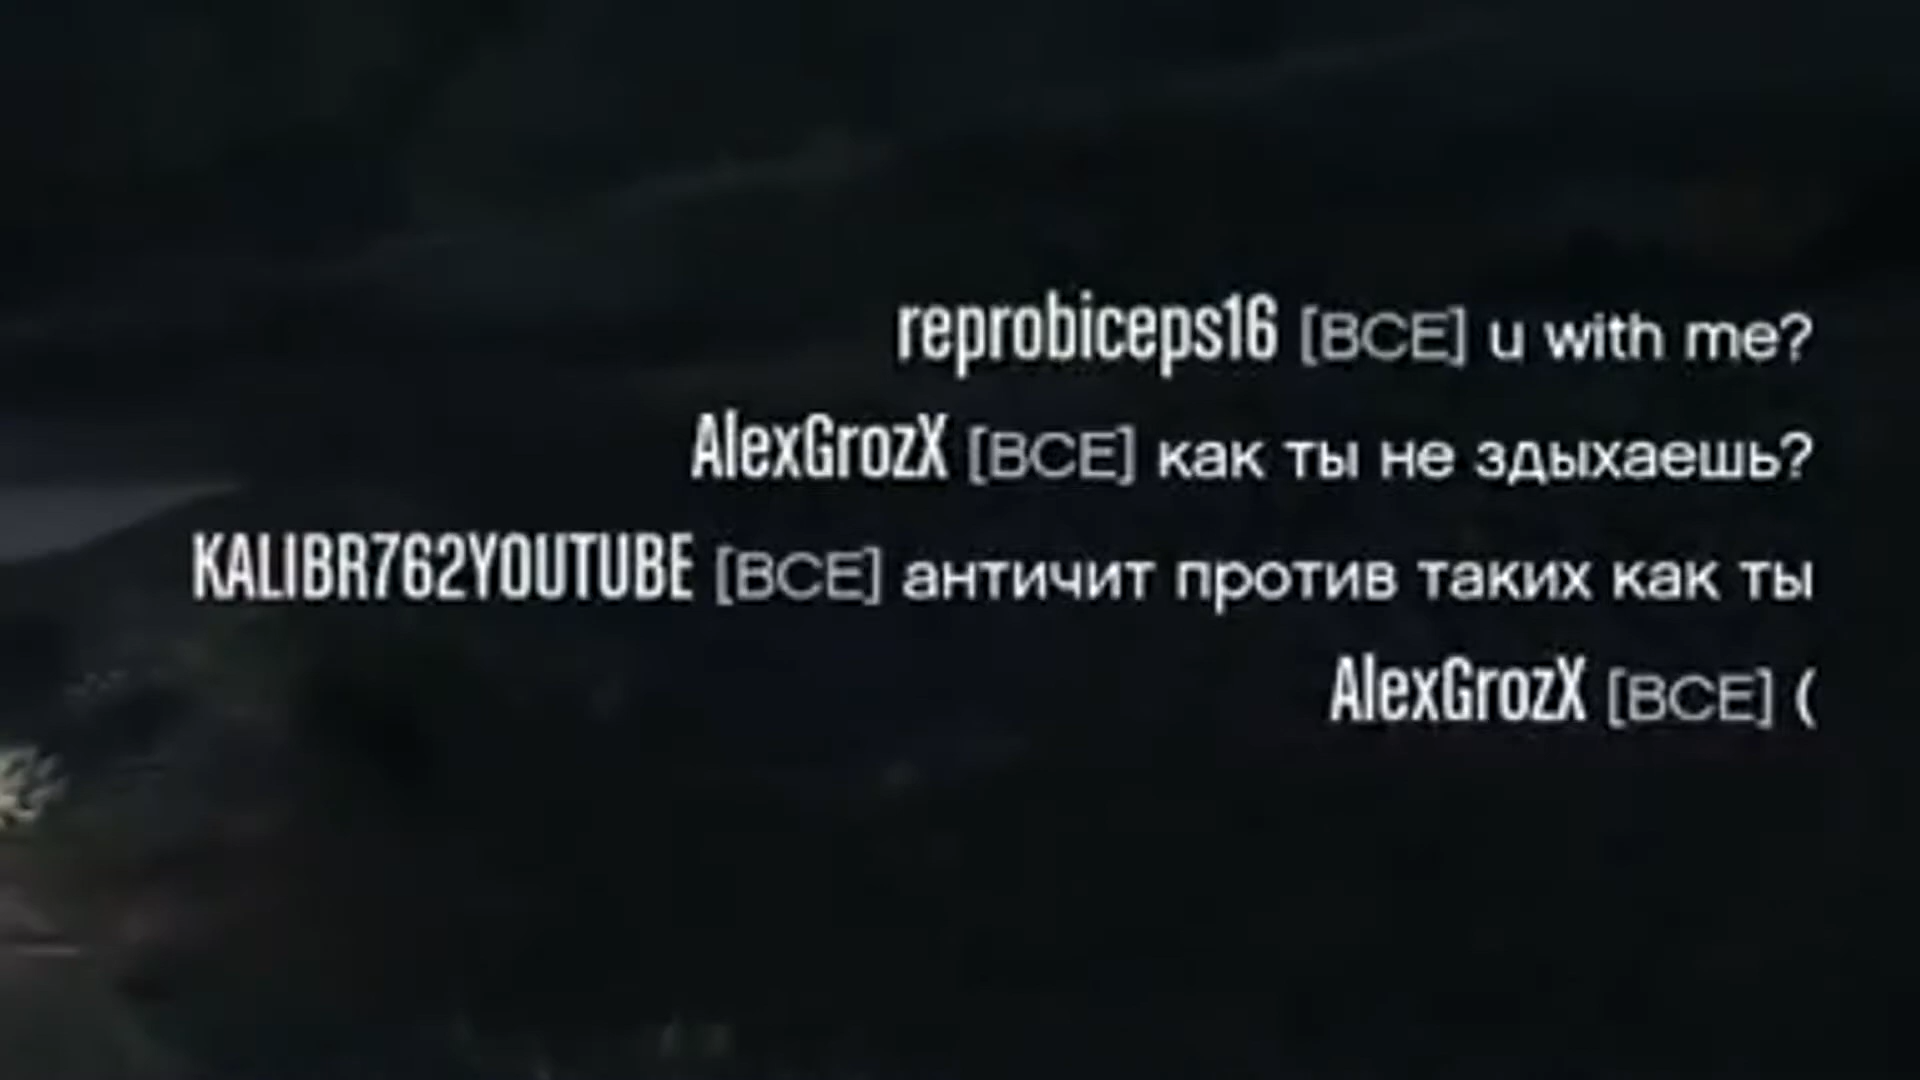 reprobiceps16 [ВСЕ] u with me?
AlexGrozX [ВСЕ] как ты не здыхаешь?
KALIBR762YOUTUBE [ВСЕ] античит против таких как ты
AlexGrozX [ВСЕ] (